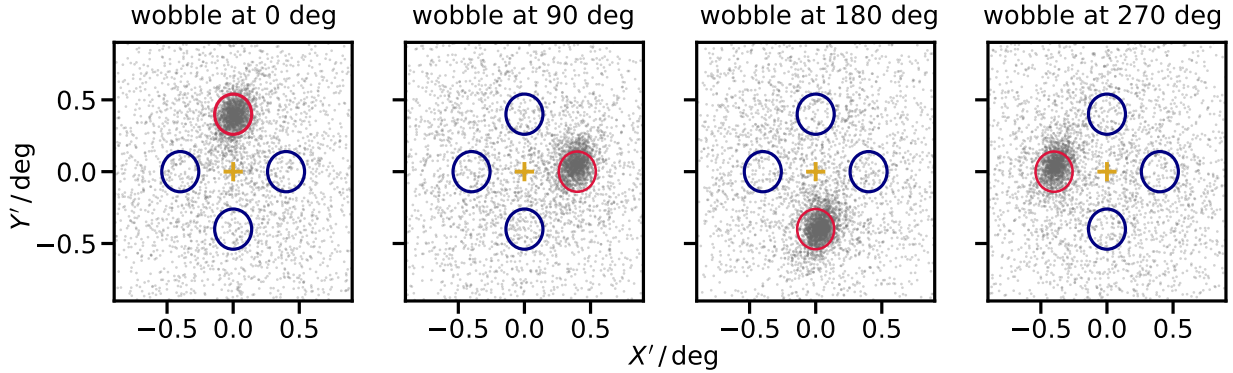 wobble at 0 deg
wobble at 90 deg
wobble at 180 deg
wobble at 270 deg
Y′ / deg
0.5
0.0
−0.5
−0.5 0.0 0.5
−0.5 0.0 0.5
−0.5 0.0 0.5
−0.5 0.0 0.5
X′ / deg